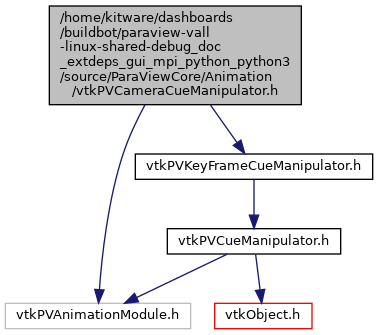 /home/kitware/dashboards
/buildbot/paraview-vall
-linux-shared-debug_doc
_extdeps_gui_mpi_python_python3
/source/ParaViewCore/Animation
/vtkPVCameraCueManipulator.h
vtkPVKeyFrameCueManipulator.h
vtkPVCueManipulator.h
vtkPVAnimationModule.h
vtkObject.h